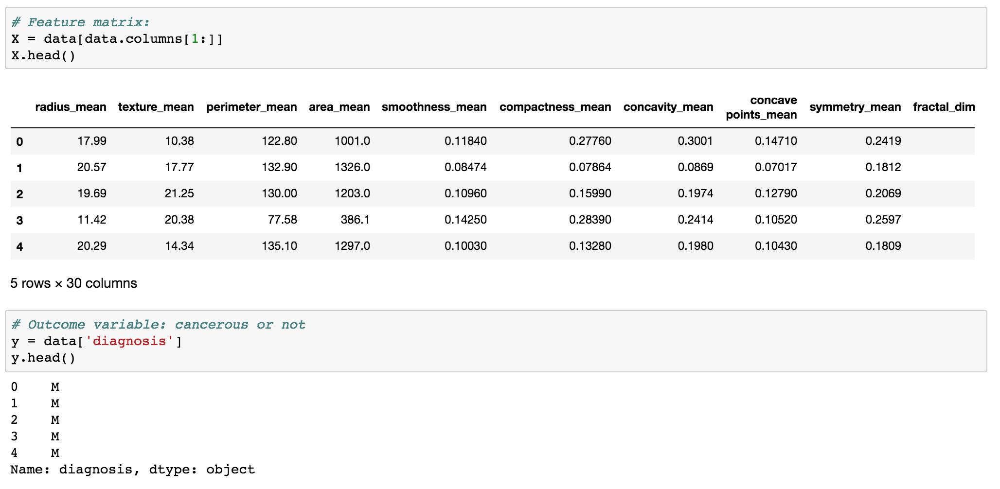 # Feature matrix:
X = data[data.columns[1:]]
X.head()
radius_mean texture_mean perimeter_mean area_mean smoothness_mean compactness_mean concavity_mean concave points_mean symmetry_mean fractal_dim
0 17.99 10.38 122.80 1001.0 0.11840 0.27760 0.3001 0.14710 0.2419
1 20.57 17.77 132.90 1326.0 0.08474 0.07864 0.0869 0.07017 0.1812
2 19.69 21.25 130.00 1203.0 0.10960 0.15990 0.1974 0.12790 0.2069
3 11.42 20.38 77.58 386.1 0.14250 0.28390 0.2414 0.10520 0.2597
4 20.29 14.34 135.10 1297.0 0.10030 0.13280 0.1980 0.10430 0.1809
5 rows × 30 columns
# Outcome variable: cancerous or not
y = data['diagnosis']
y.head()
0 M
1 M
2 M
3 M
4 M
Name: diagnosis, dtype: object